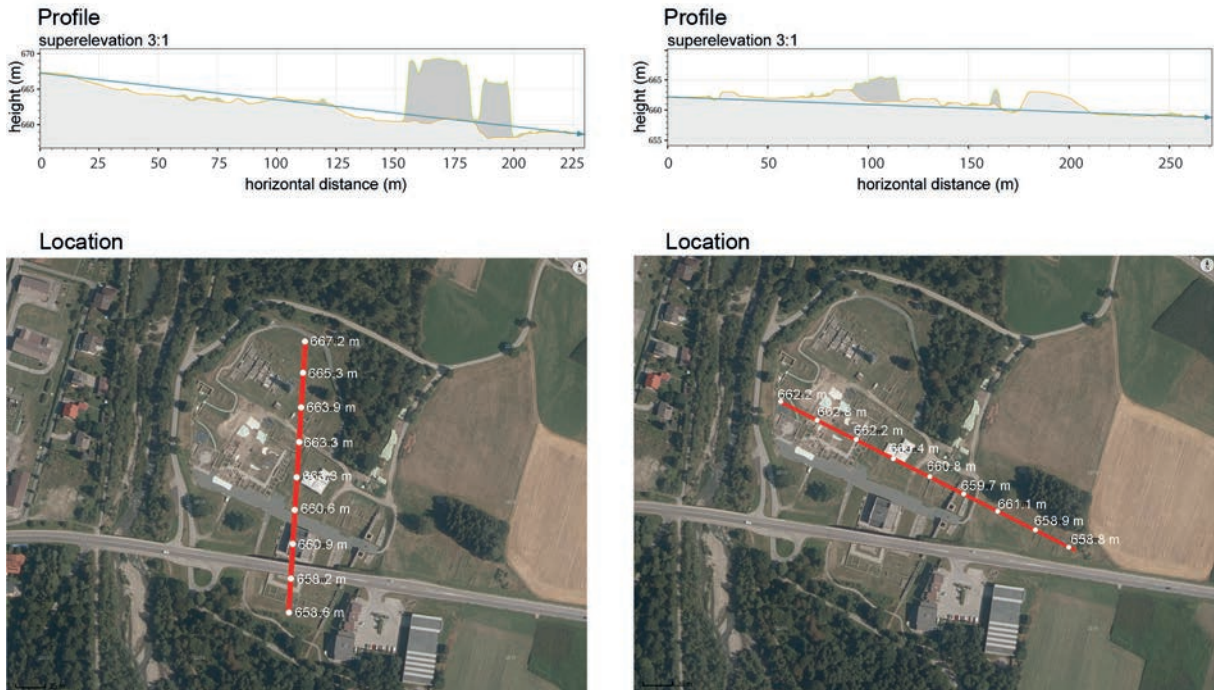 Profile
superelevation 3:1
height (m)
670
665
660
0 25 50 75 100 125 150 175 200 225
horizontal distance (m)
Profile
superelevation 3:1
height (m)
665
660
655
0 50 100 150 200 250
horizontal distance (m)
Location
667.2 m
665.3 m
663.9 m
663.3 m
660.6 m
660.9 m
658.2 m
658.6 m
Location
662.2 m
662.8 m
662.2 m
660.8 m
659.7 m
661.1 m
658.9 m
658.8 m